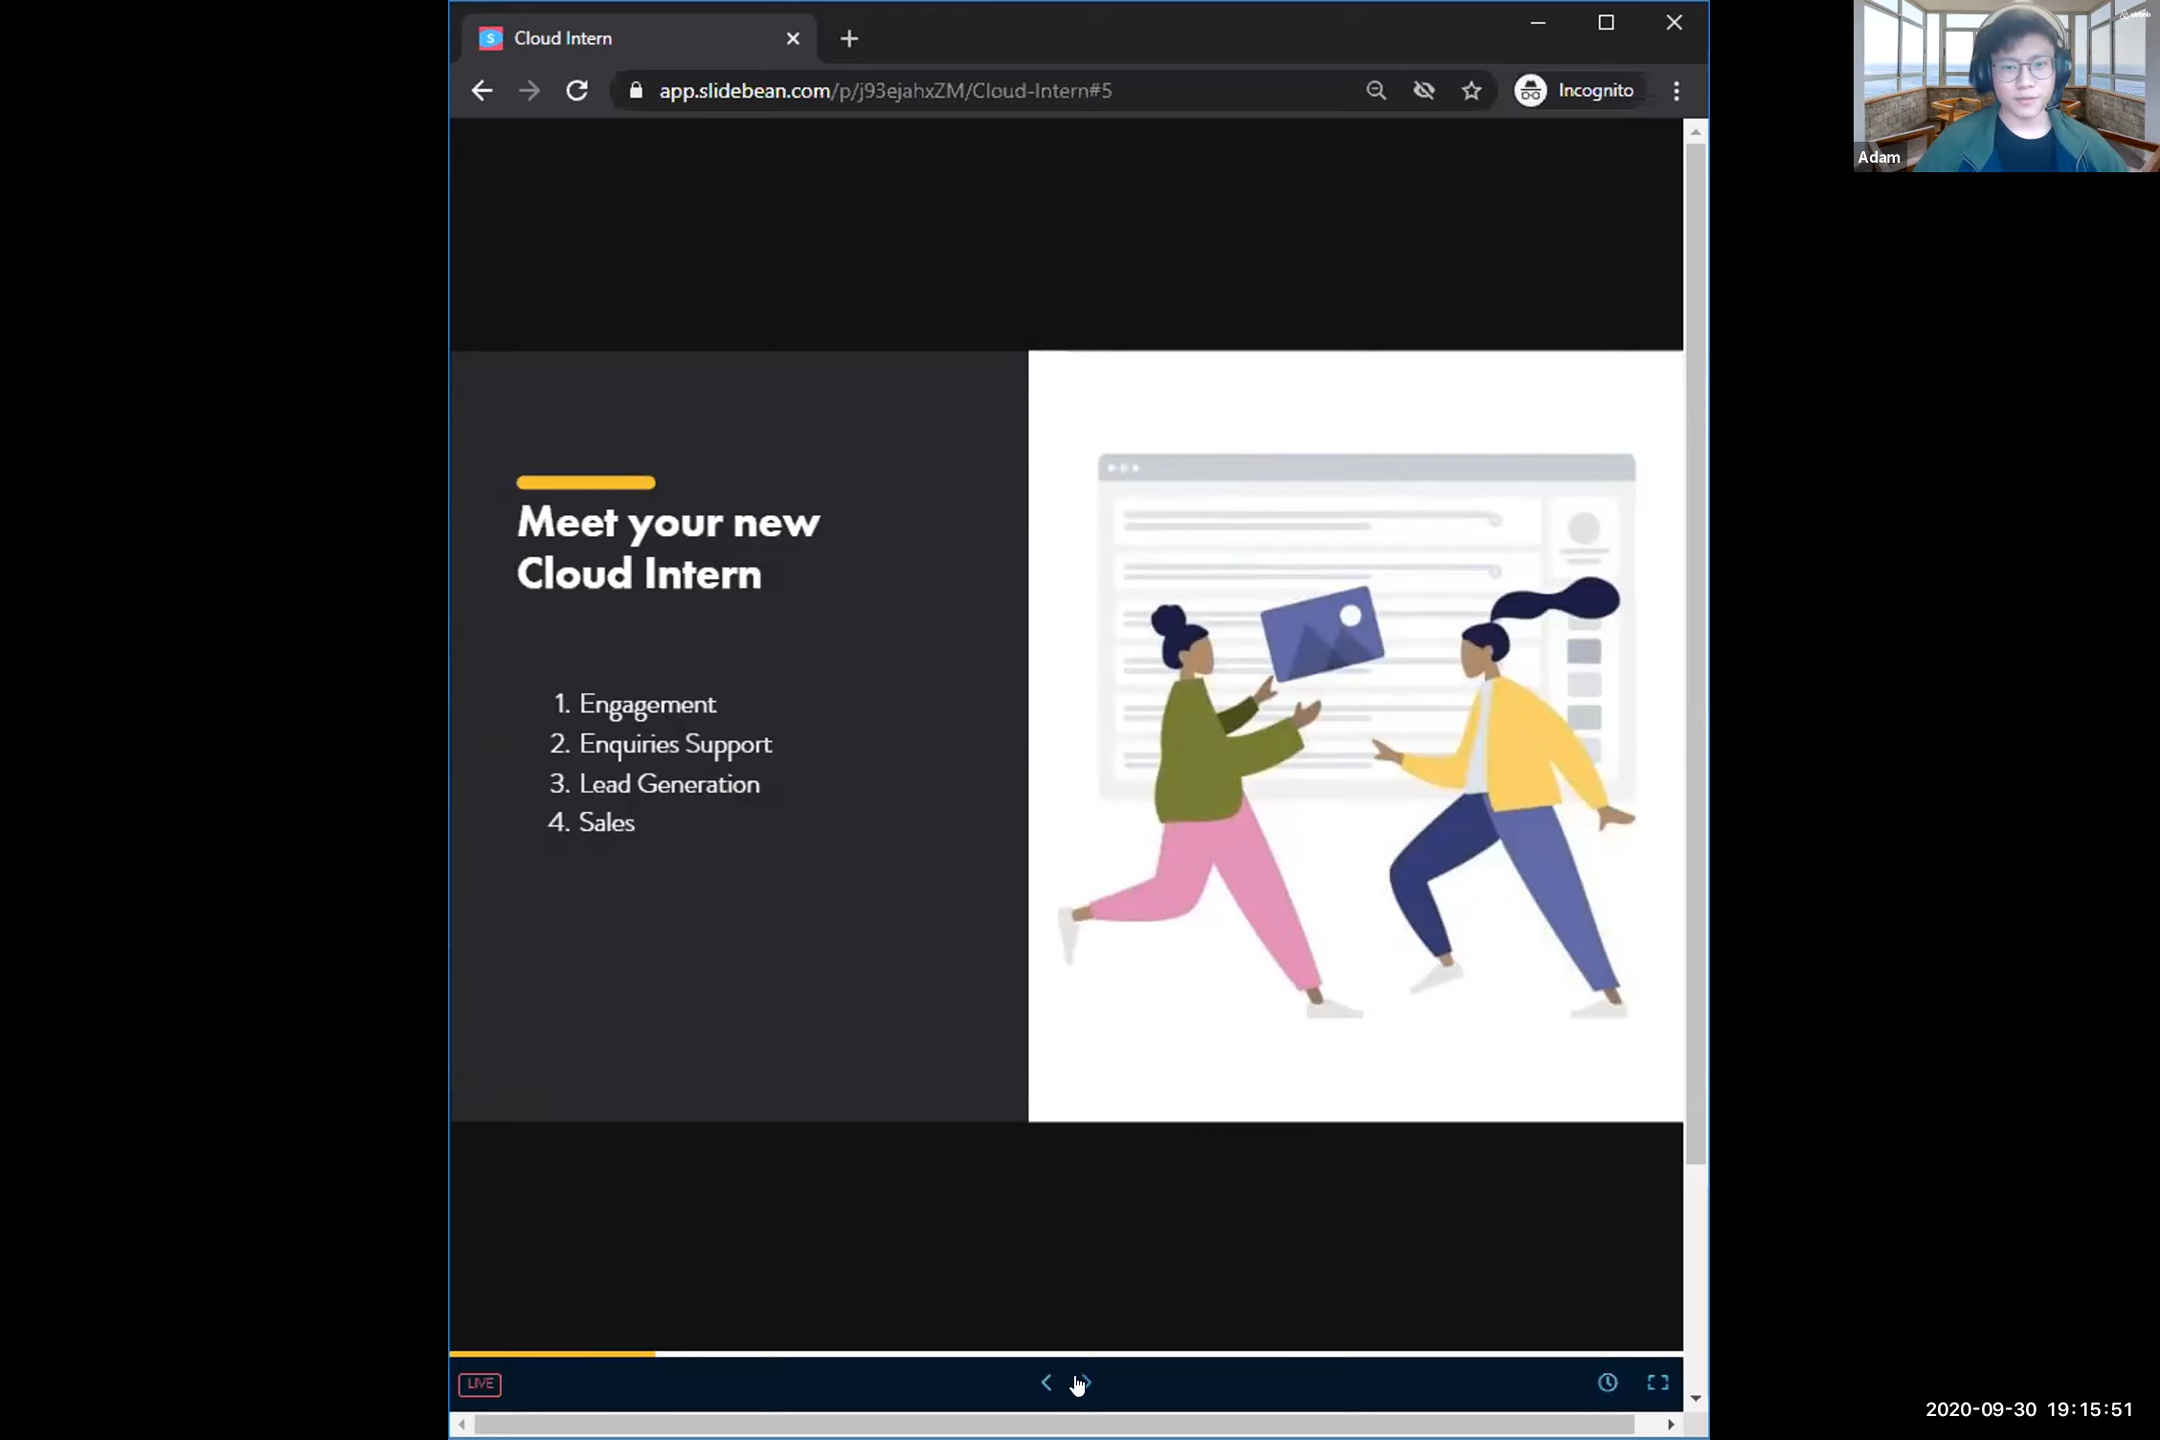 Cloud Intern
app.slidebean.com/p/j93ejahxZM/Cloud-Intern#5
Incognito
Adam
Meet your new
Cloud Intern
1. Engagement
2. Enquiries Support
3. Lead Generation
4. Sales
LIVE
2020-09-30 19:15:51